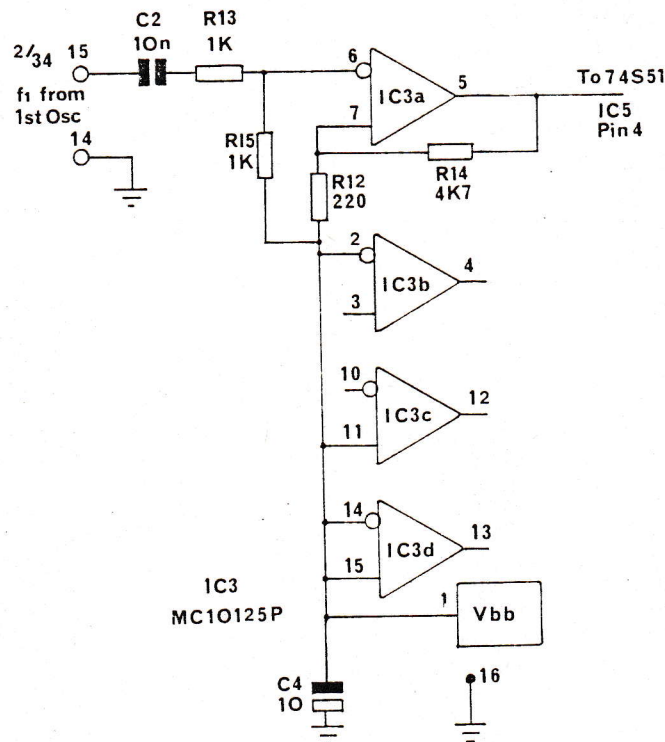 C2
10n
R13
1K
2/34
15
f1 from
1st Osc
14
R15
1K
6
7
IC3a
5
To 74S51
IC5
Pin 4
R14
4K7
R12
220
2
3
IC3b
4
10
11
IC3c
12
14
15
IC3d
13
IC3
MC10125P
1
Vbb
C4
10
16